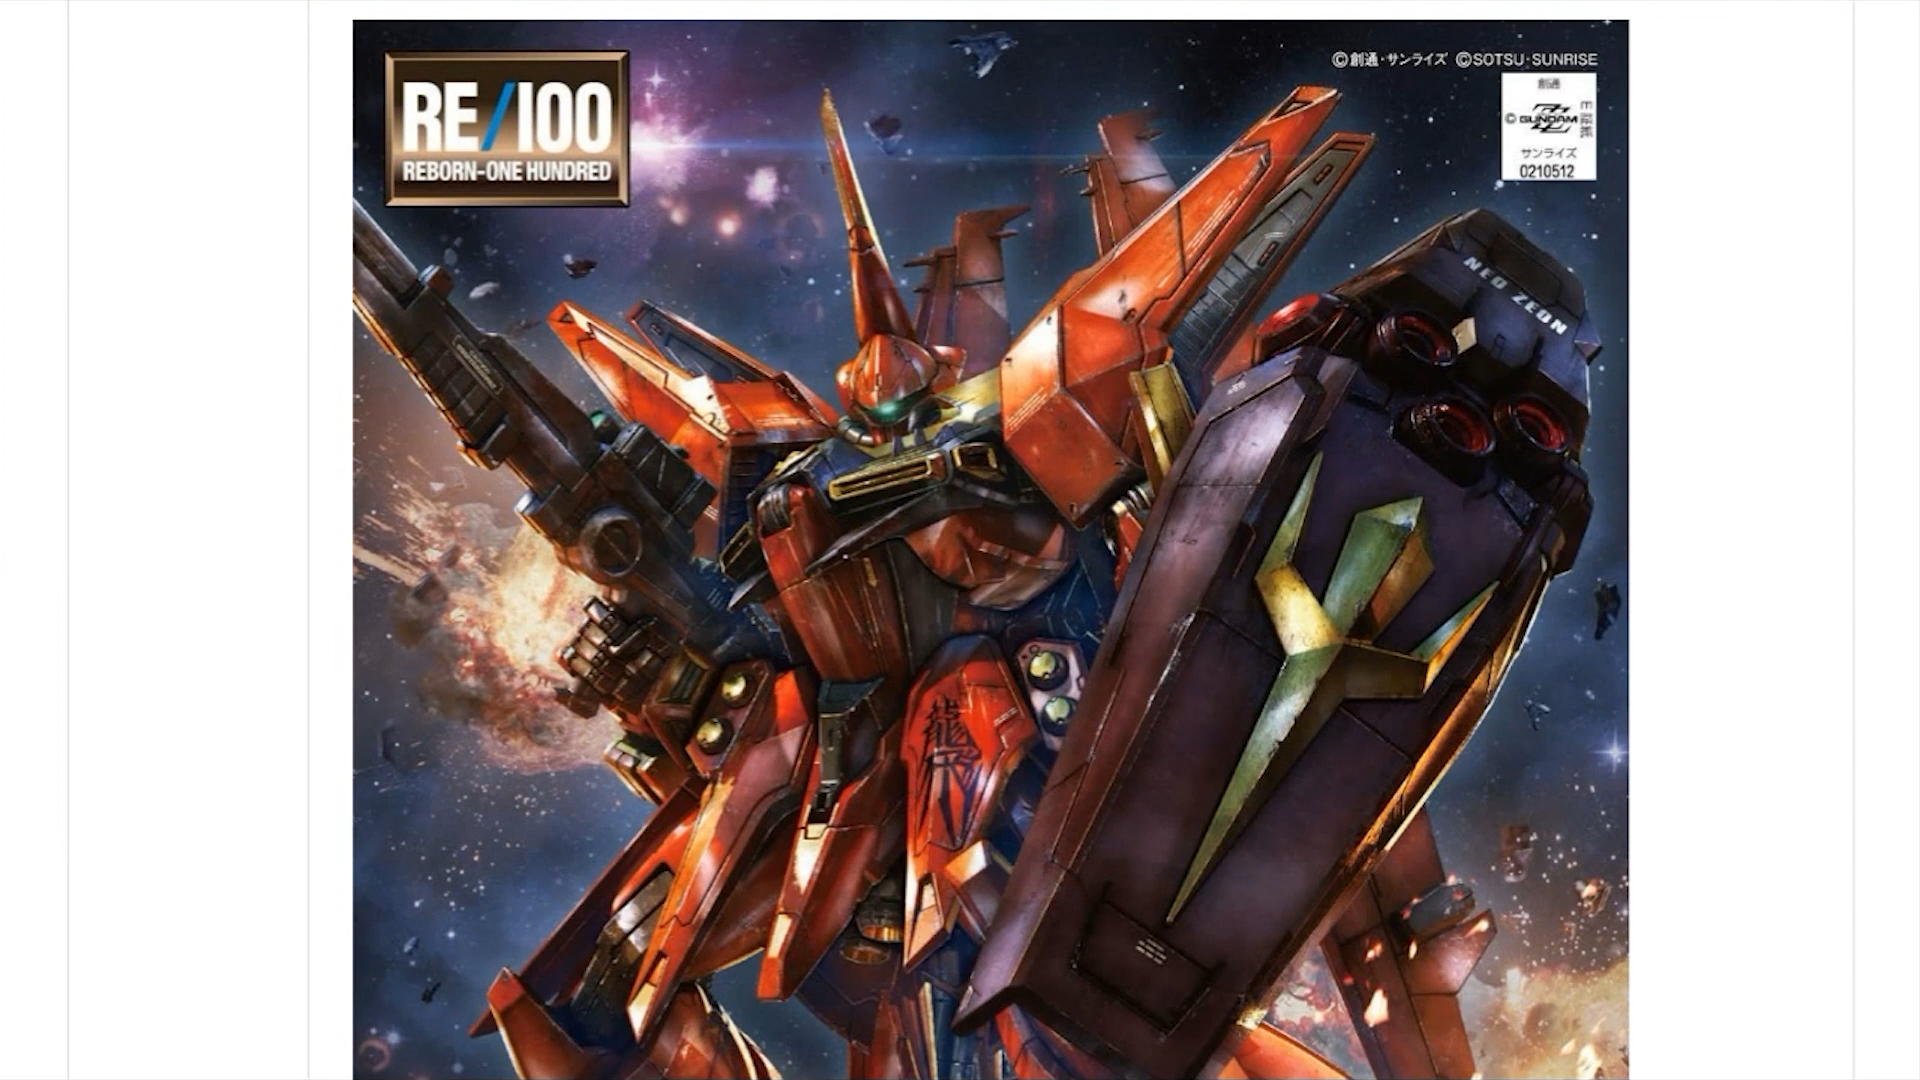 RE/100
REBORN-ONE HUNDRED
©創通・サンライズ ©SOTSU・SUNRISE
創通
© GUNDAM ZZ
サンライズ
0210512
NEO ZEON
龍飛